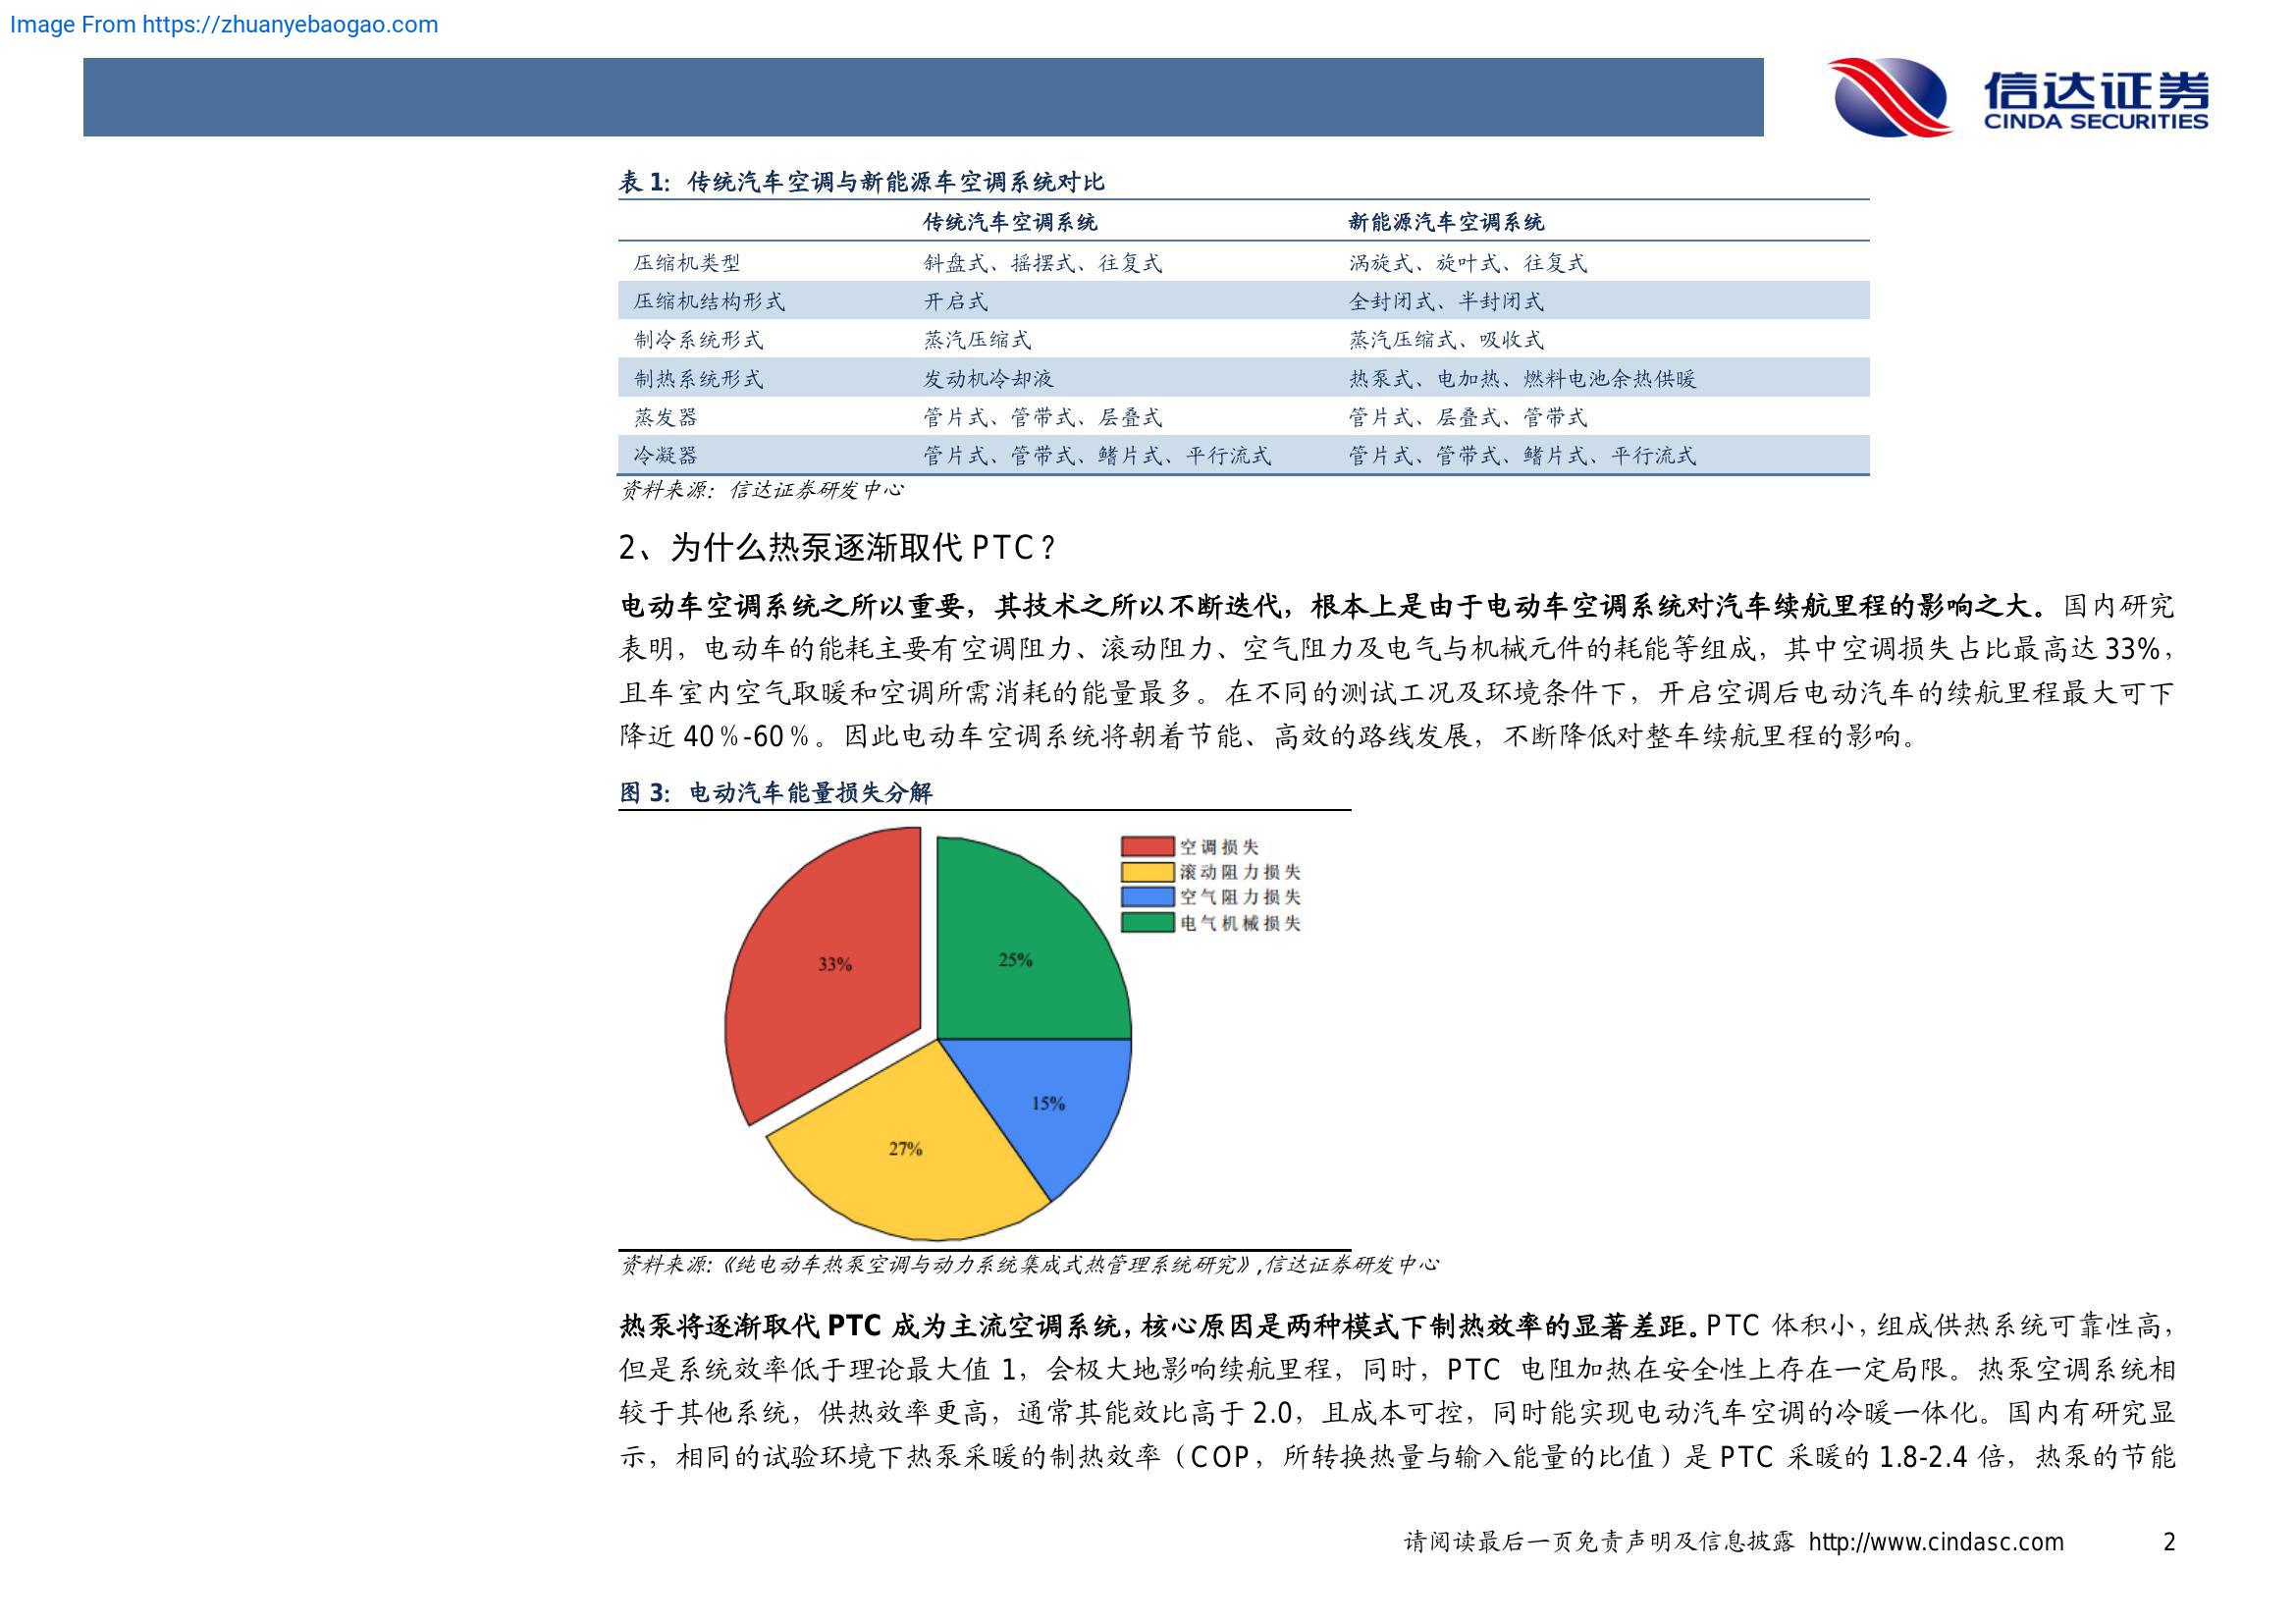 Image From https://zhuanyebaogao.com
信达证券
CINDA SECURITIES
表 1：传统汽车空调与新能源车空调系统对比
传统汽车空调系统 新能源汽车空调系统
压缩机类型 斜盘式、摇摆式、往复式 涡旋式、旋叶式、往复式
压缩机结构形式 开启式 全封闭式、半封闭式
制冷系统形式 蒸汽压缩式 蒸汽压缩式、吸收式
制热系统形式 发动机冷却液 热泵式、电加热、燃料电池余热供暖
蒸发器 管片式、管带式、层叠式 管片式、层叠式、管带式
冷凝器 管片式、管带式、鳍片式、平行流式 管片式、管带式、鳍片式、平行流式
资料来源：信达证券研发中心
2、为什么热泵逐渐取代 PTC？
电动车空调系统之所以重要，其技术之所以不断迭代，根本上是由于电动车空调系统对汽车续航里程的影响之大。国内研究
表明，电动车的能耗主要有空调阻力、滚动阻力、空气阻力及电气与机械元件的耗能等组成，其中空调损失占比最高达 33%，
且车室内空气取暖和空调所需消耗的能量最多。在不同的测试工况及环境条件下，开启空调后电动汽车的续航里程最大可下
降近 40％-60％。因此电动车空调系统将朝着节能、高效的路线发展，不断降低对整车续航里程的影响。
图 3：电动汽车能量损失分解
空调损失
滚动阻力损失
空气阻力损失
电气机械损失
33%
25%
15%
27%
资料来源:《纯电动车热泵空调与动力系统集成式热管理系统研究》,信达证券研发中心
热泵将逐渐取代 PTC 成为主流空调系统，核心原因是两种模式下制热效率的显著差距。PTC 体积小，组成供热系统可靠性高，
但是系统效率低于理论最大值 1，会极大地影响续航里程，同时，PTC 电阻加热在安全性上存在一定局限。热泵空调系统相
较于其他系统，供热效率更高，通常其能效比高于 2.0，且成本可控，同时能实现电动汽车空调的冷暖一体化。国内有研究显
示，相同的试验环境下热泵采暖的制热效率（COP，所转换热量与输入能量的比值）是 PTC 采暖的 1.8-2.4 倍，热泵的节能
请阅读最后一页免责声明及信息披露 http://www.cindasc.com 2